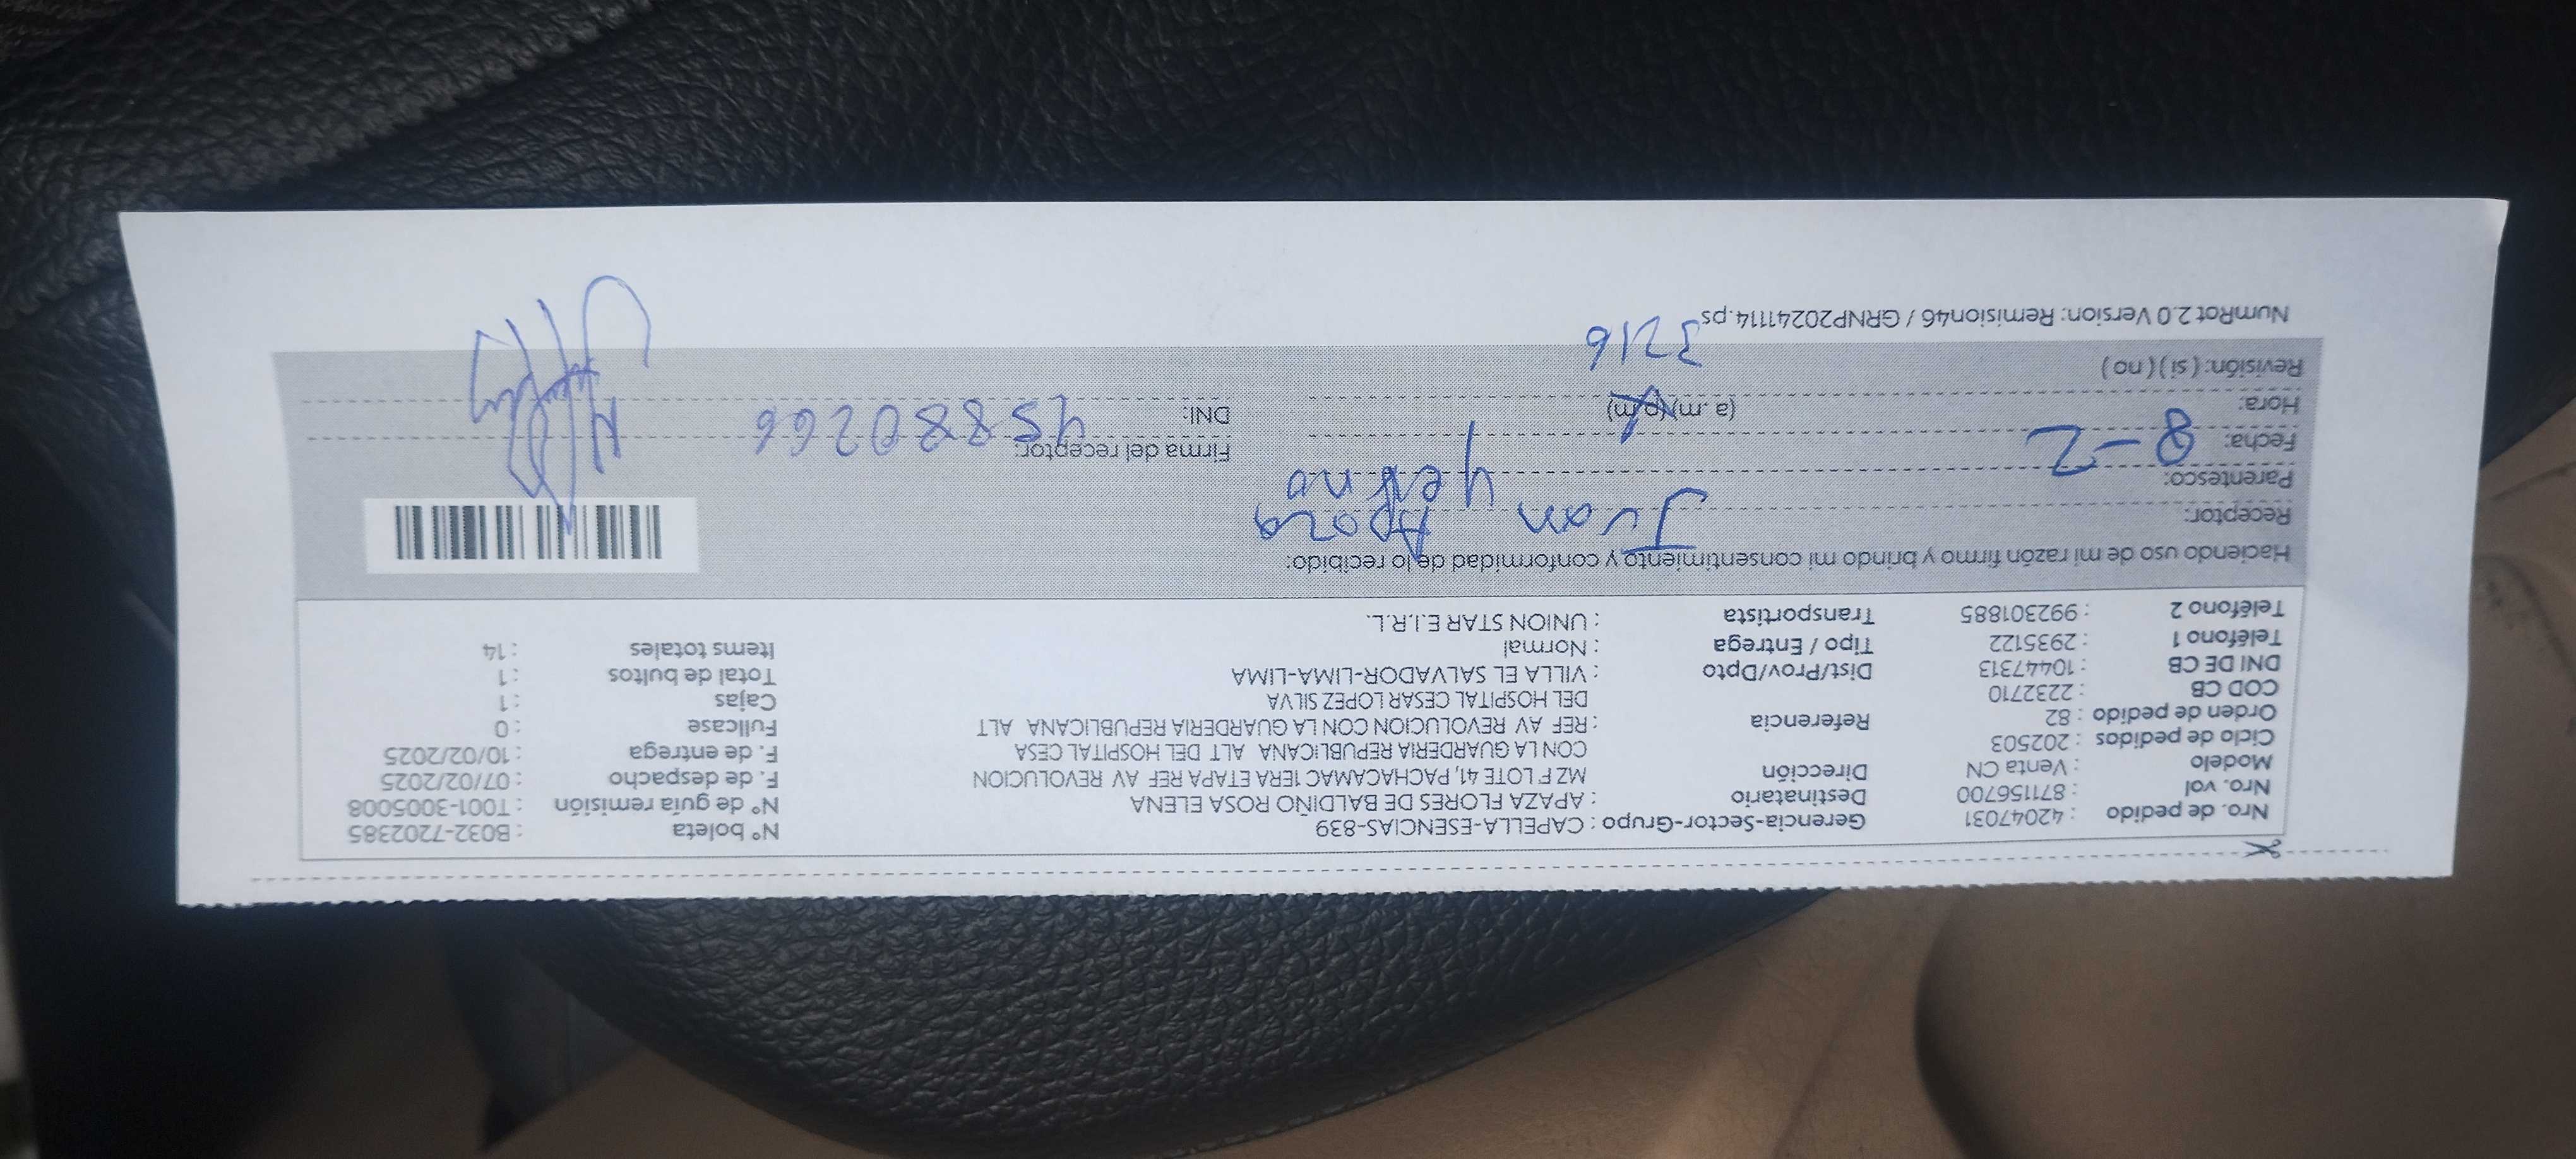 Nro. de pedido : 42047031 Gerencia-Sector-Grupo : CAPELLA-ESENCIAS-839 N° boleta : B032-7202385
Nro. vol : 871156700 Destinatario : APAZA FLORES DE BALDIÑO ROSA ELENA N° de guía remisión : T001-3005008
Modelo : Venta CN Dirección MZ F LOTE 41, PACHACAMAC 1ERA ETAPA REF AV REVOLUCION F. de despacho : 07/02/2025
Ciclo de pedidos : 202503 CON LA GUARDERIA REPUBLICANA ALT DEL HOSPITAL CESA F. de entrega : 10/02/2025
Orden de pedido : 82 Referencia : REF AV REVOLUCION CON LA GUARDERIA REPUBLICANA ALT Fullcase : 0
COD CB : 2232710 DEL HOSPITAL CESAR LOPEZ SILVA Cajas : 1
DNI DE CB : 10447313 Dist/Prov/Dpto : VILLA EL SALVADOR-LIMA-LIMA Total de bultos : 1
Teléfono 1 : 2935122 Tipo / Entrega : Normal Items totales : 14
Teléfono 2 : 992301885 Transportista : UNION STAR E.I.R.L.
Haciendo uso de mi razón firmo y brindo mi consentimiento, y conformidad de lo recibido:
Receptor: Juan Apaza
Parentesco: yerno
Fecha: 8-2 Firma del receptor:
Hora: (a .m)(p.m) DNI: 45880266
Revisión: ( si )( no )
3216
NumRot 2.0 Version: Remision46 / GRNP20241114.ps